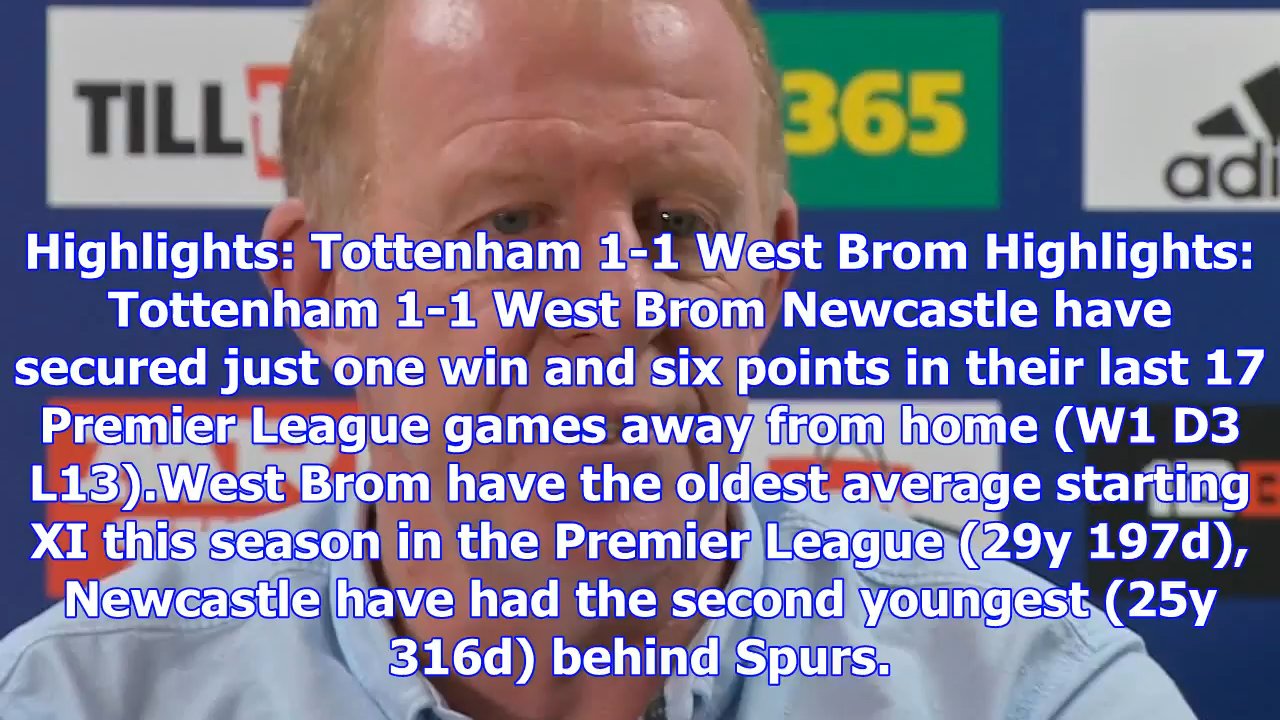 TILL
365
adi
Highlights: Tottenham 1-1 West Brom Highlights:
Tottenham 1-1 West Brom Newcastle have
secured just one win and six points in their last 17
Premier League games away from home (W1 D3
L13).West Brom have the oldest average starting
XI this season in the Premier League (29y 197d),
Newcastle have had the second youngest (25y
316d) behind Spurs.